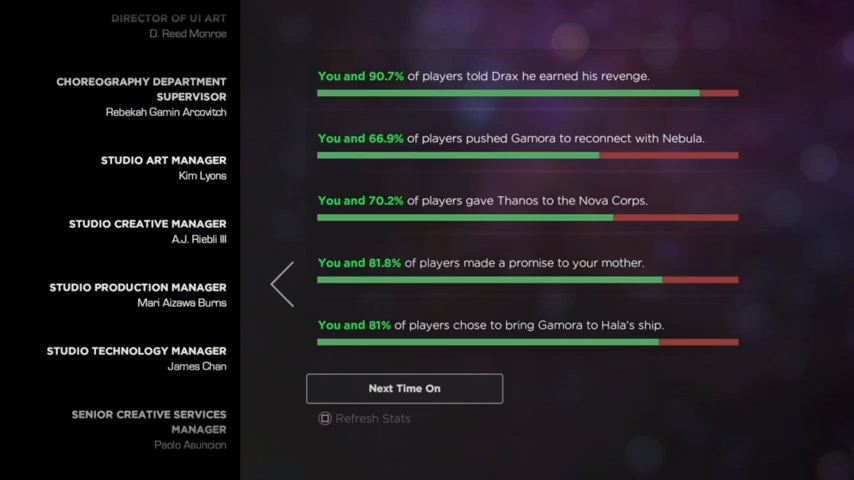 DIRECTOR OF UI ART
D. Reed Monroe
CHOREOGRAPHY DEPARTMENT
SUPERVISOR
Rebekah Gamin Arcovitch
STUDIO ART MANAGER
Kim Lyons
STUDIO CREATIVE MANAGER
A.J. Riebli III
STUDIO PRODUCTION MANAGER
Mari Aizawa Burns
STUDIO TECHNOLOGY MANAGER
James Chan
SENIOR CREATIVE SERVICES
MANAGER
Paolo Asuncion
You and 90.7% of players told Drax he earned his revenge.
You and 66.9% of players pushed Gamora to reconnect with Nebula.
You and 70.2% of players gave Thanos to the Nova Corps.
You and 81.8% of players made a promise to your mother.
You and 81% of players chose to bring Gamora to Hala's ship.
Next Time On
Refresh Stats